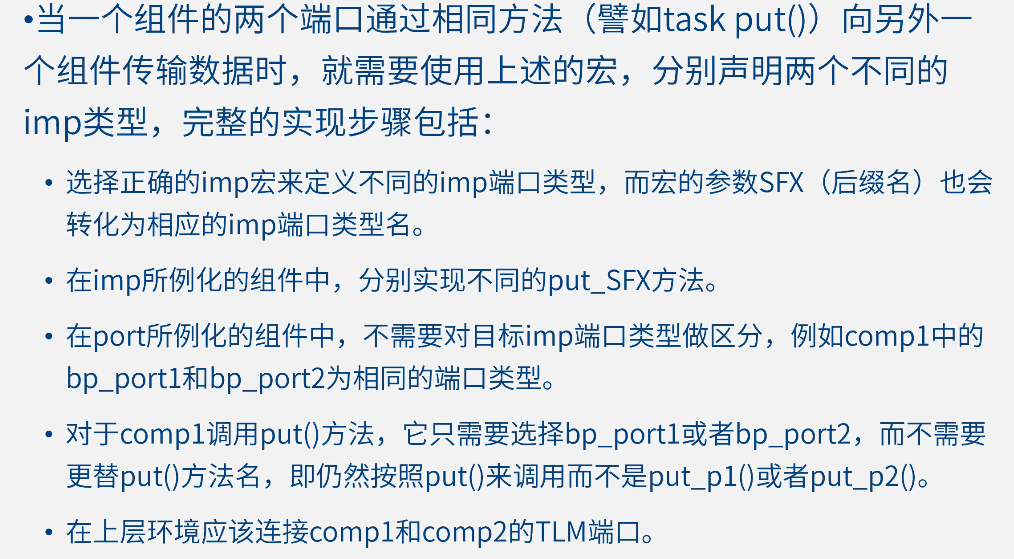 •当一个组件的两个端口通过相同方法（譬如task put()）向另外一
个组件传输数据时，就需要使用上述的宏，分别声明两个不同的
imp类型，完整的实现步骤包括：
• 选择正确的imp宏来定义不同的imp端口类型，而宏的参数SFX（后缀名）也会
转化为相应的imp端口类型名。
• 在imp所例化的组件中，分别实现不同的put_SFX方法。
• 在port所例化的组件中，不需要对目标imp端口类型做区分，例如comp1中的
bp_port1和bp_port2为相同的端口类型。
• 对于comp1调用put()方法，它只需要选择bp_port1或者bp_port2，而不需要
更替put()方法名，即仍然按照put()来调用而不是put_p1()或者put_p2()。
• 在上层环境应该连接comp1和comp2的TLM端口。